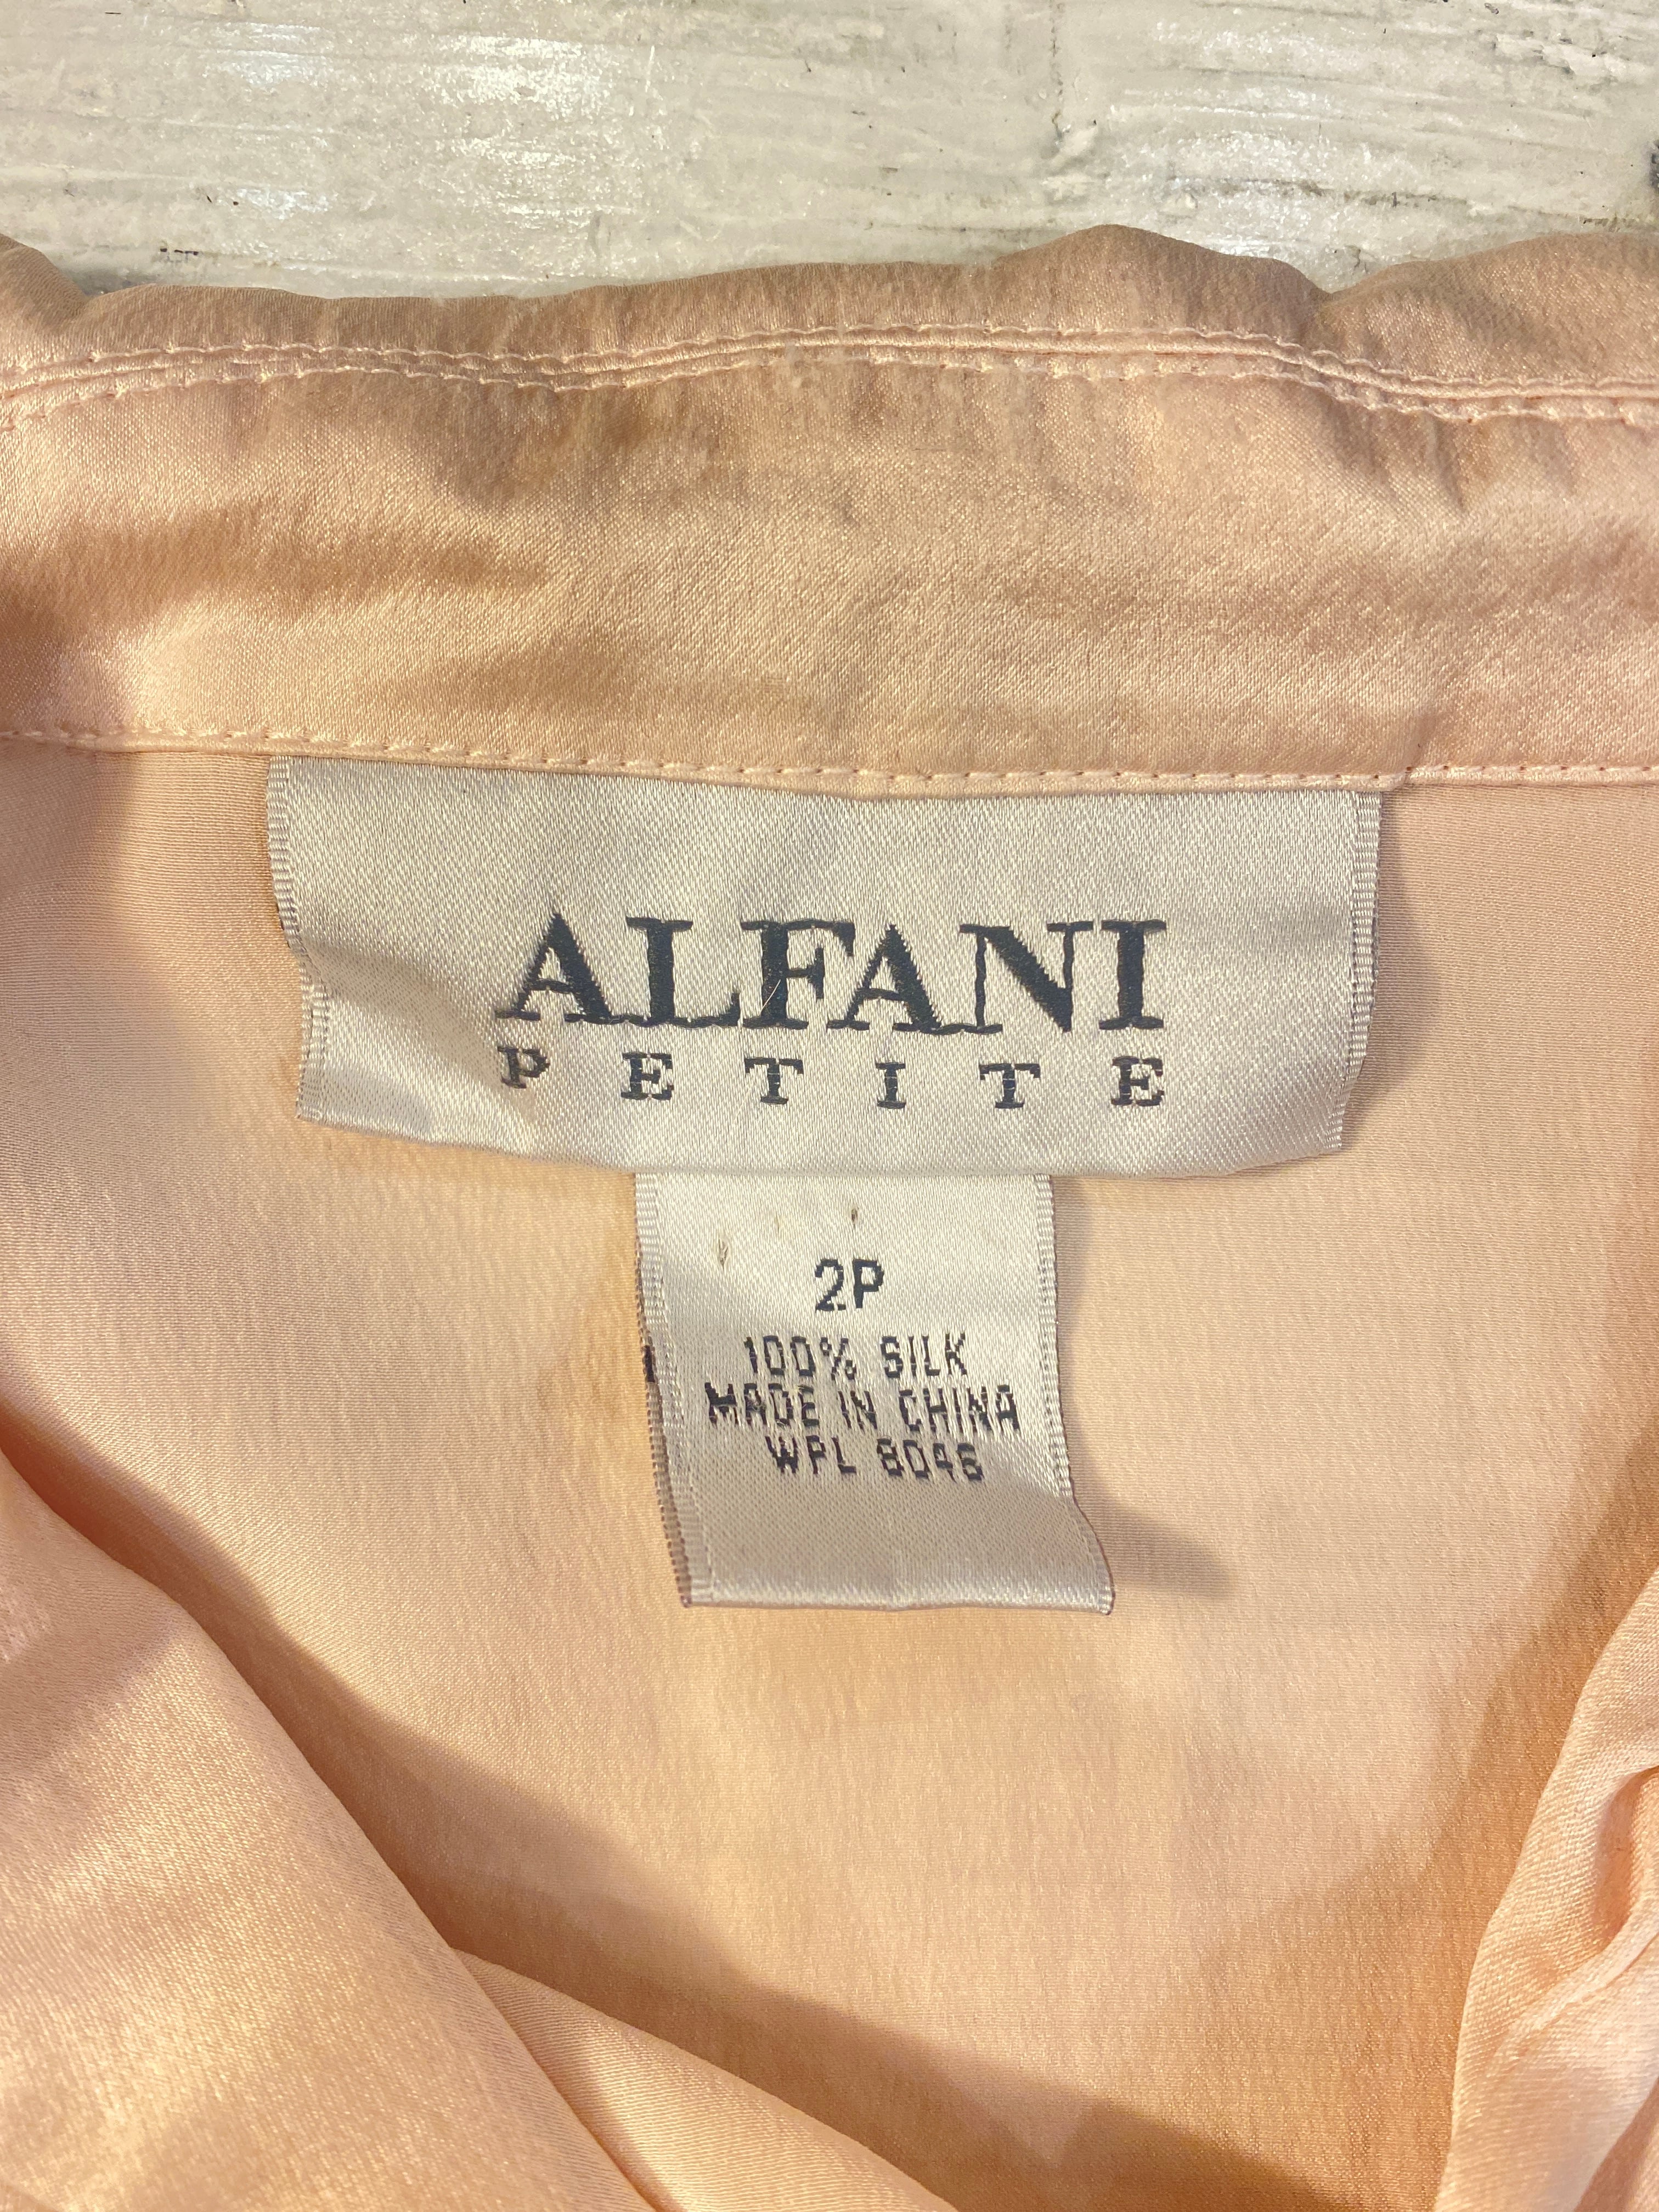 ALFANI
PETITE
2P
100% SILK
MADE IN CHINA
WPL 8046